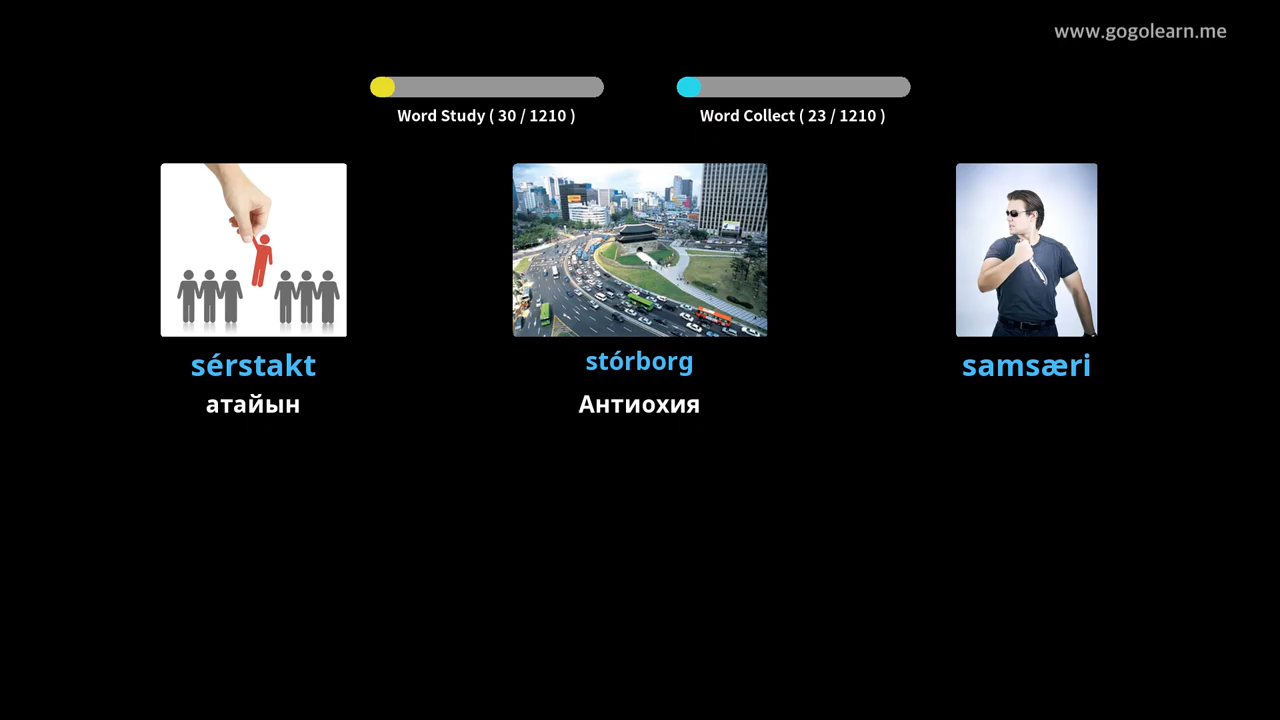 www.gogolearn.me
Word Study ( 30 / 1210 )
Word Collect ( 23 / 1210 )
sérstakt
атайын
stórborg
Антиохия
samsæri